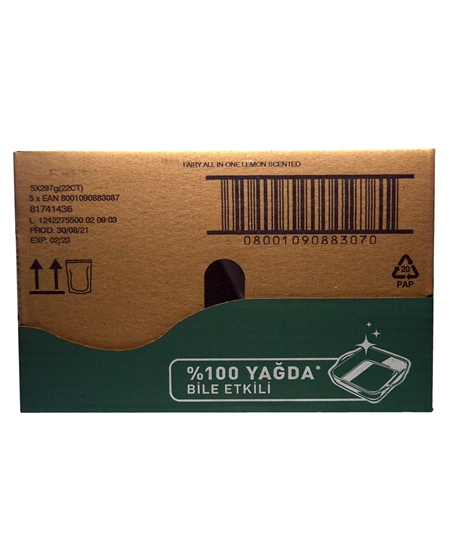 FAIRY ALL IN ONE LEMON SCENTED
5X297g(22CT)
5 x EAN 8001090883087
81741436
L 1242275500 02 09:03
PROD: 30/08/21
EXP: 02/23
08001090883070
20
PAP
%100 YAĞDA*
BİLE ETKİLİ